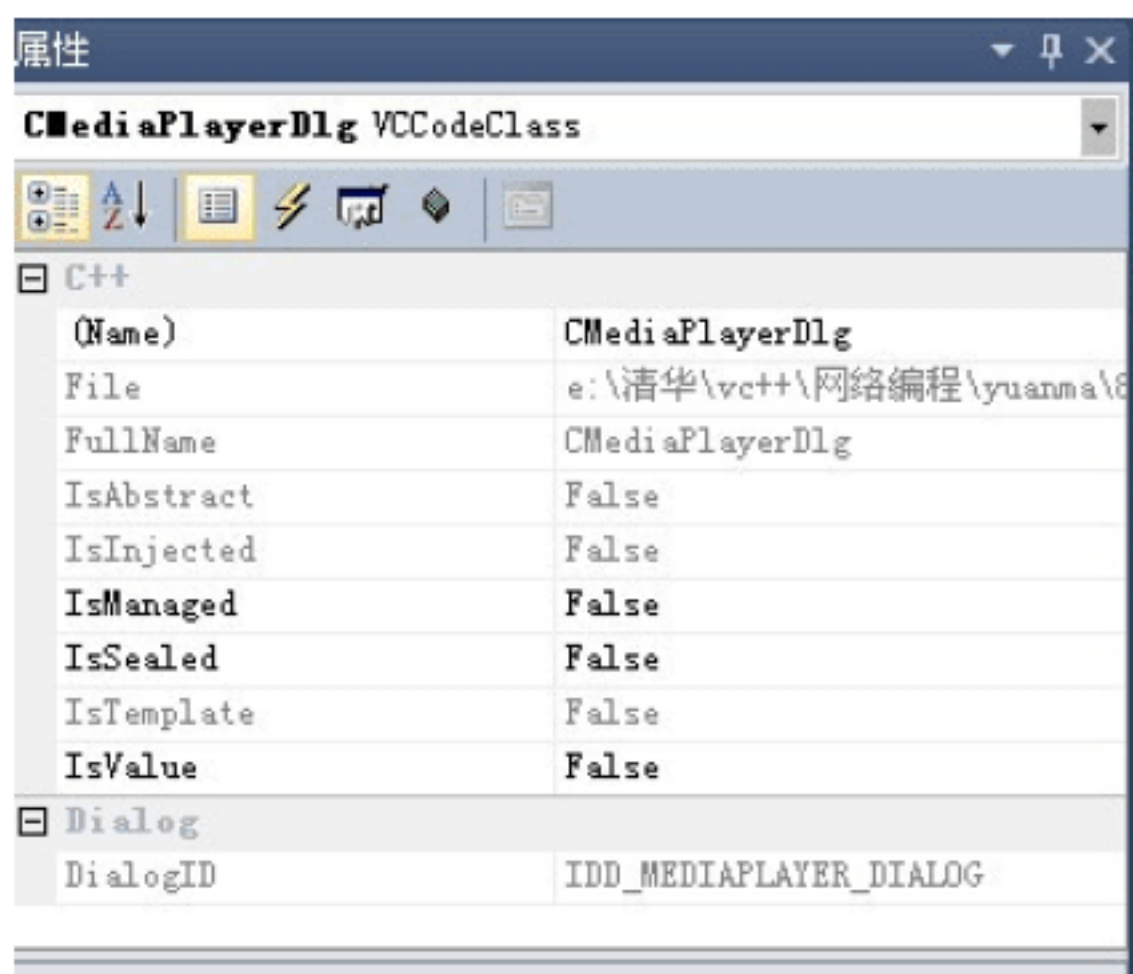 属性
CMediaPlayerDlg VCCodeClass
C++
(Name) CMediaPlayerDlg
File e:\清华\vc++\网络编程\yuanma\8
FullName CMediaPlayerDlg
IsAbstract False
IsInjected False
IsManaged False
IsSealed False
IsTemplate False
IsValue False
Dialog
DialogID IDD_MEDIAPLAYER_DIALOG